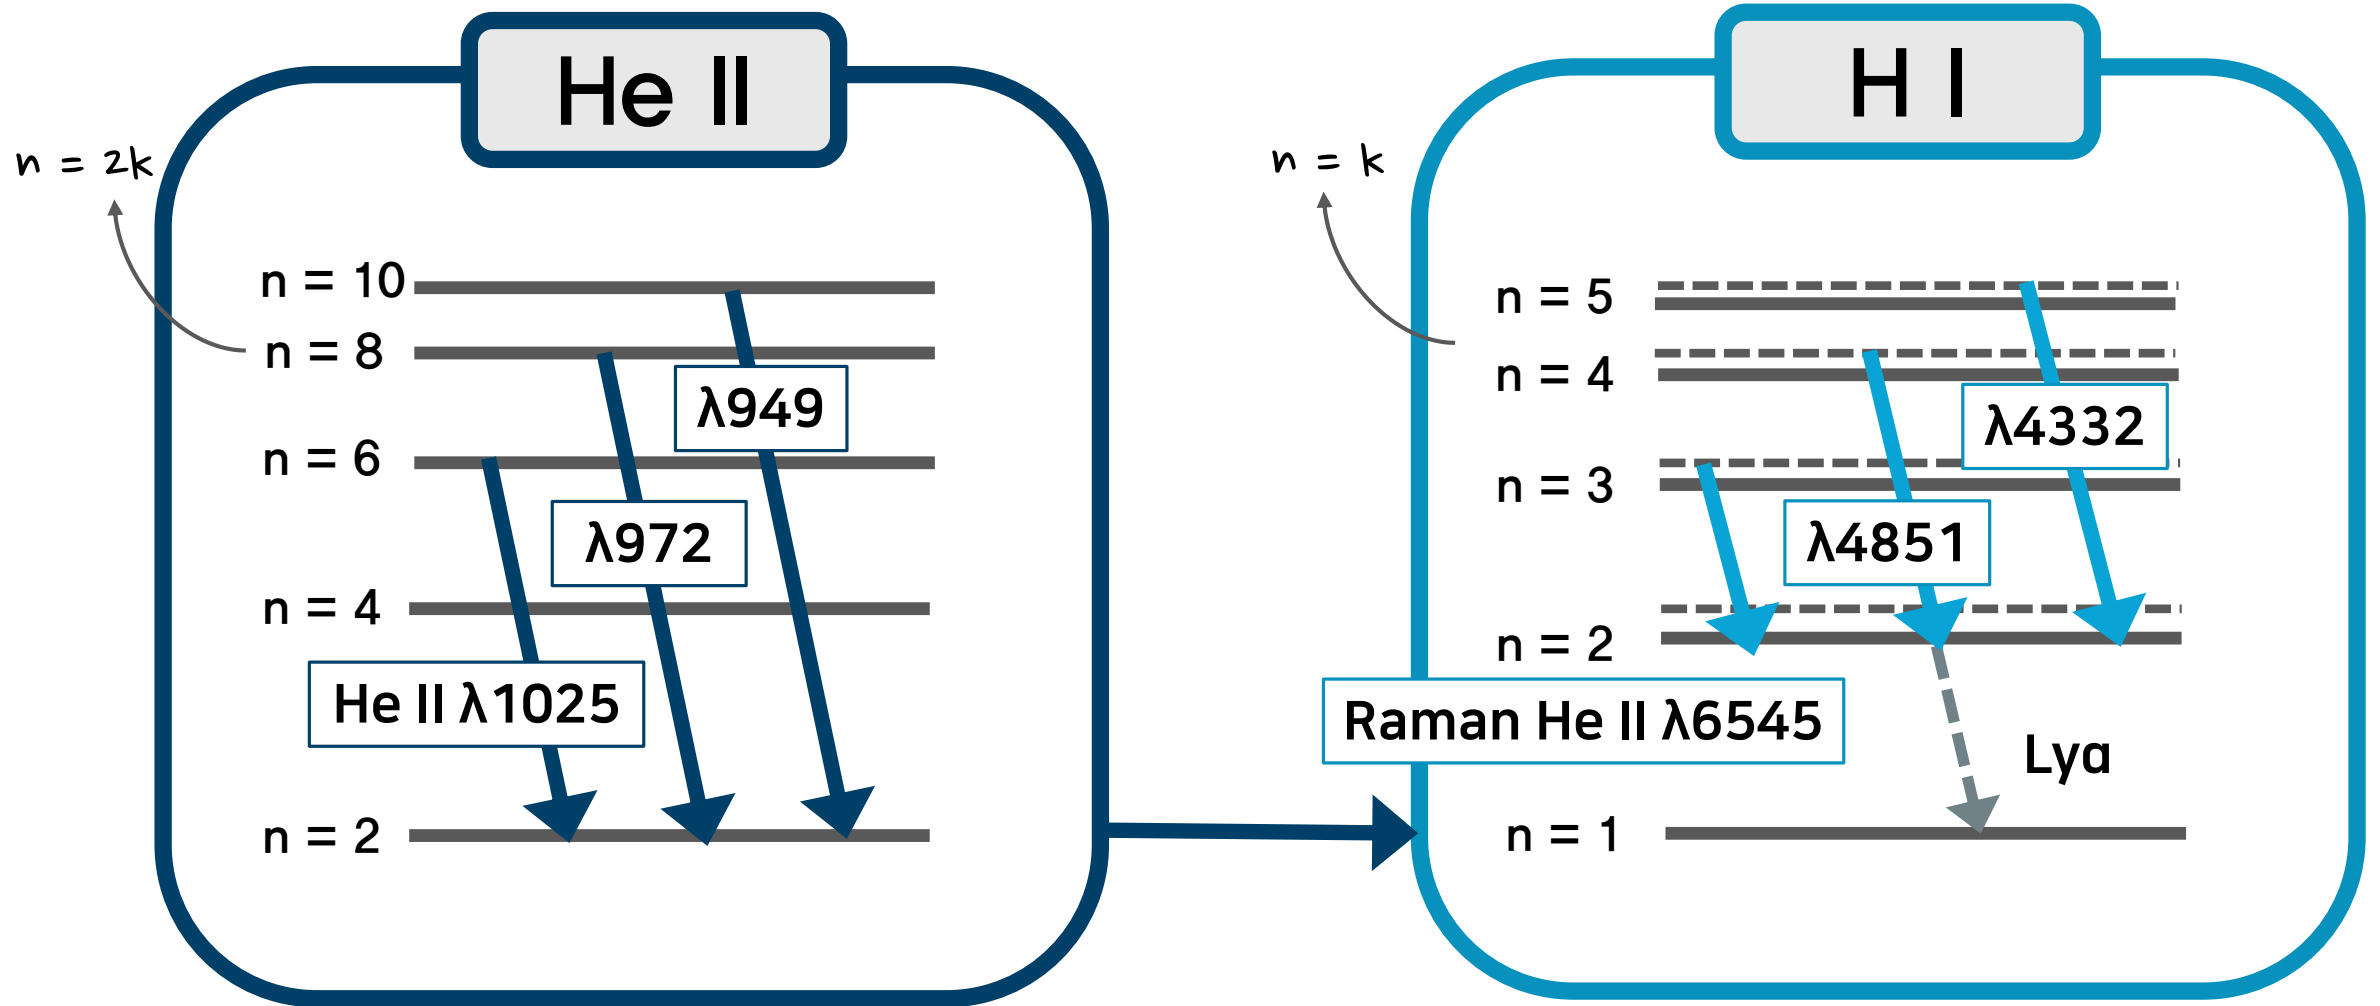 He II
n = 2k
n = 10
n = 8
λ949
n = 6
λ972
n = 4
He II λ1025
n = 2
H I
n = k
n = 5
n = 4
λ4332
n = 3
λ4851
n = 2
Raman He II λ6545
Lyα
n = 1